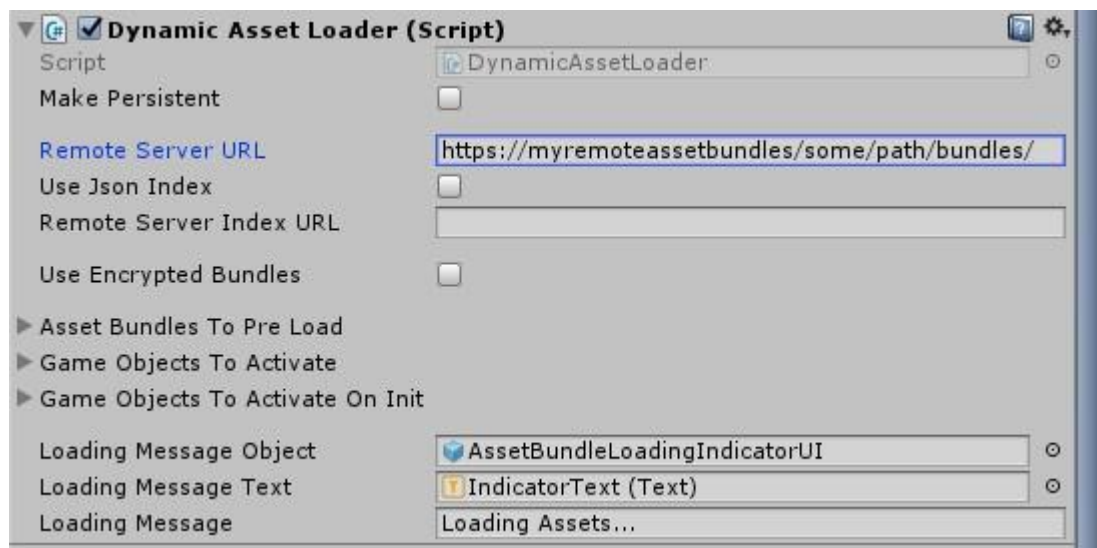 Dynamic Asset Loader (Script)
Script DynamicAssetLoader
Make Persistent
Remote Server URL https://myremoteassetbundles/some/path/bundles/
Use Json Index
Remote Server Index URL
Use Encrypted Bundles
Asset Bundles To Pre Load
Game Objects To Activate
Game Objects To Activate On Init
Loading Message Object AssetBundleLoadingIndicatorUI
Loading Message Text IndicatorText (Text)
Loading Message Loading Assets...